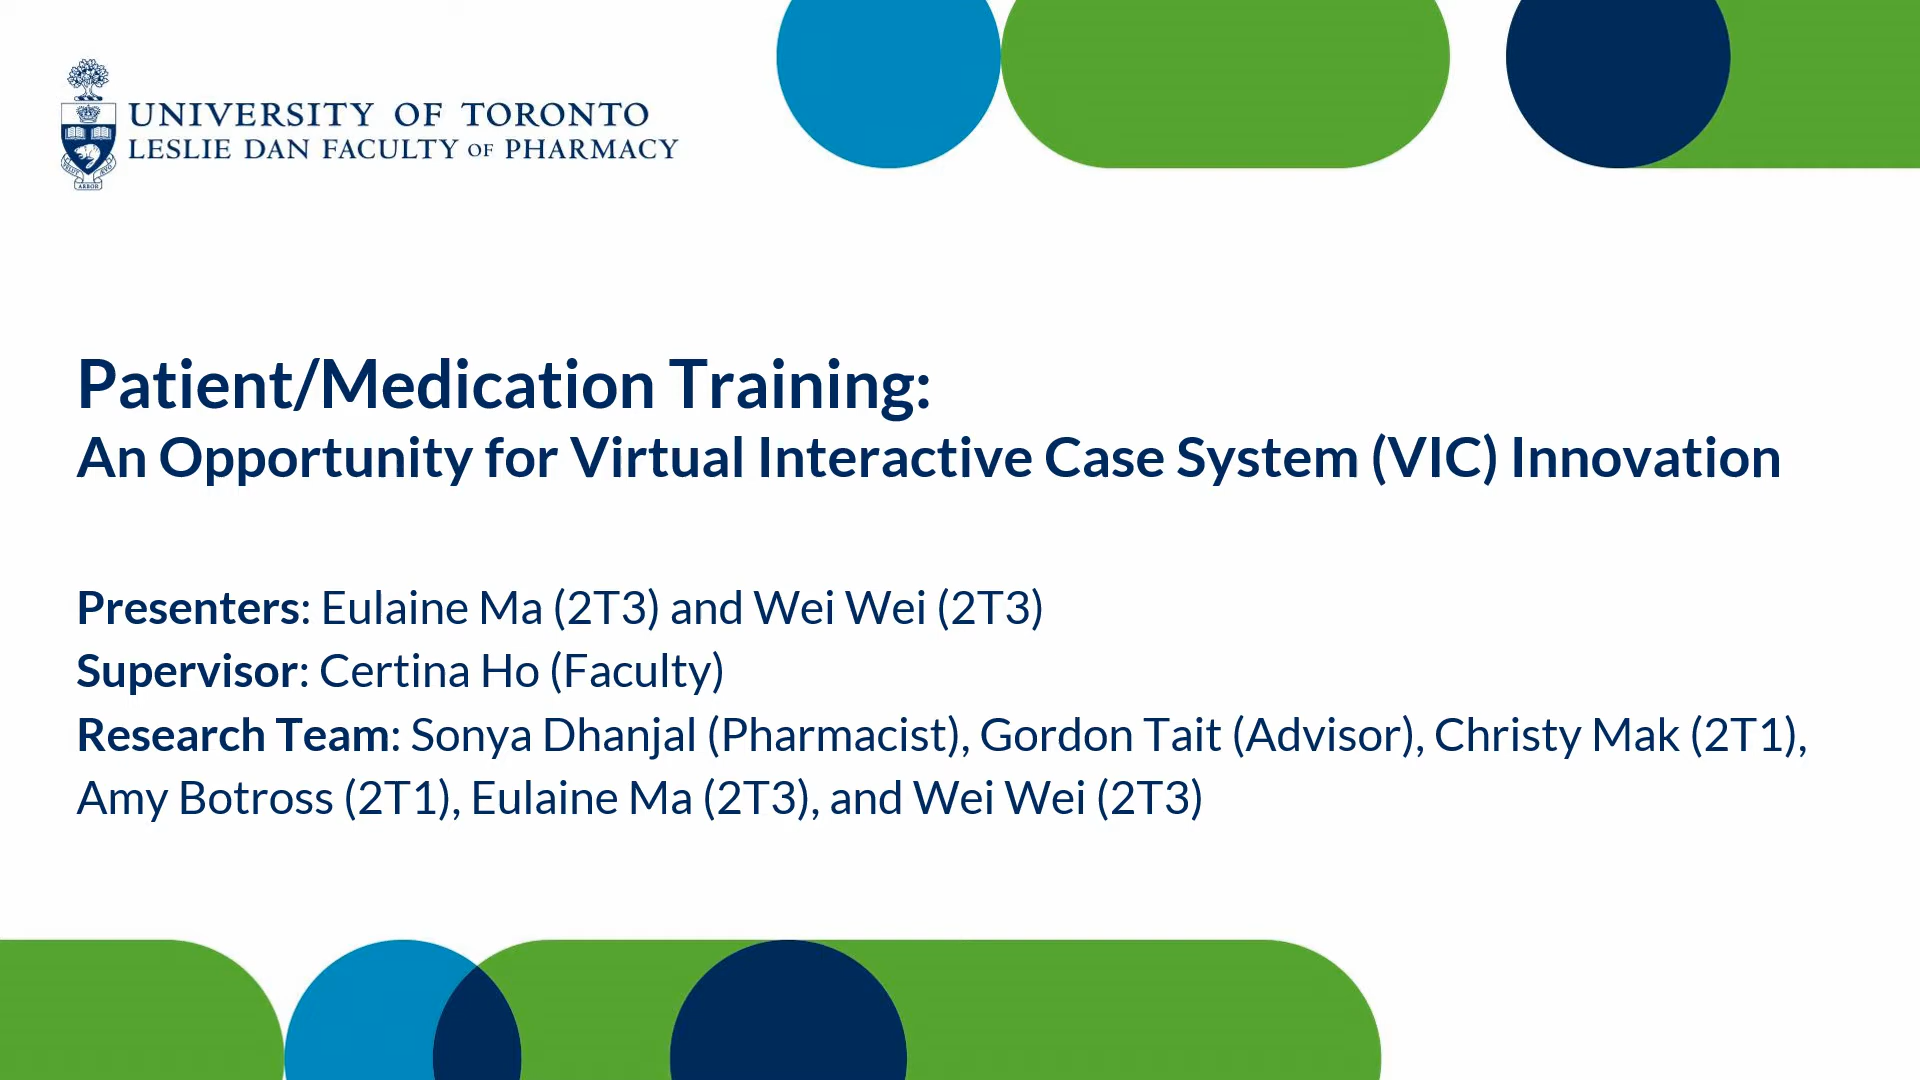 UNIVERSITY OF TORONTO
LESLIE DAN FACULTY OF PHARMACY
ARBOR
Patient/Medication Training:
An Opportunity for Virtual Interactive Case System (VIC) Innovation
Presenters: Eulaine Ma (2T3) and Wei Wei (2T3)
Supervisor: Certina Ho (Faculty)
Research Team: Sonya Dhanjal (Pharmacist), Gordon Tait (Advisor), Christy Mak (2T1),
Amy Botross (2T1), Eulaine Ma (2T3), and Wei Wei (2T3)